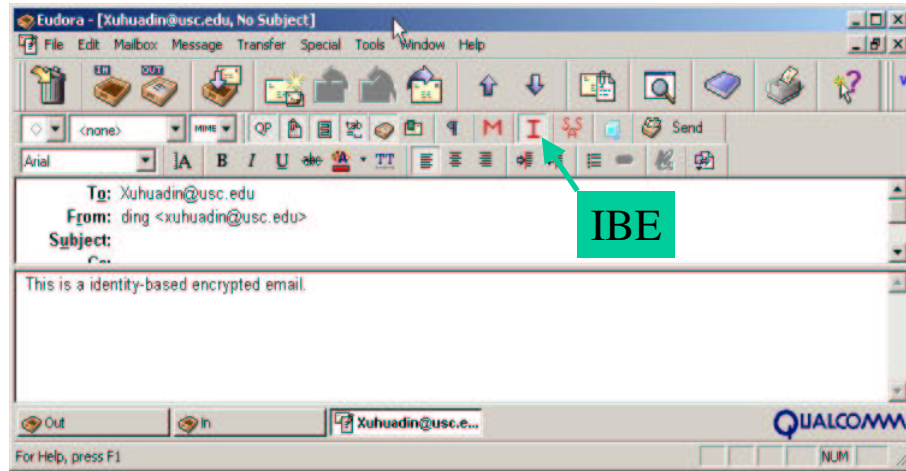 Eudora - [Xuhuadin@usc.edu, No Subject]
File Edit Mailbox Message Transfer Special Tools Window Help
IN OUT
<none> MIME QP tab M I S/S Send
Arial A B I U abc A TT
To: Xuhuadin@usc.edu
From: ding <xuhuadin@usc.edu>
Subject:
IBE
This is a identity-based encrypted email.
Out In Xuhuadin@usc.e... QUALCOMM
For Help, press F1 NUM